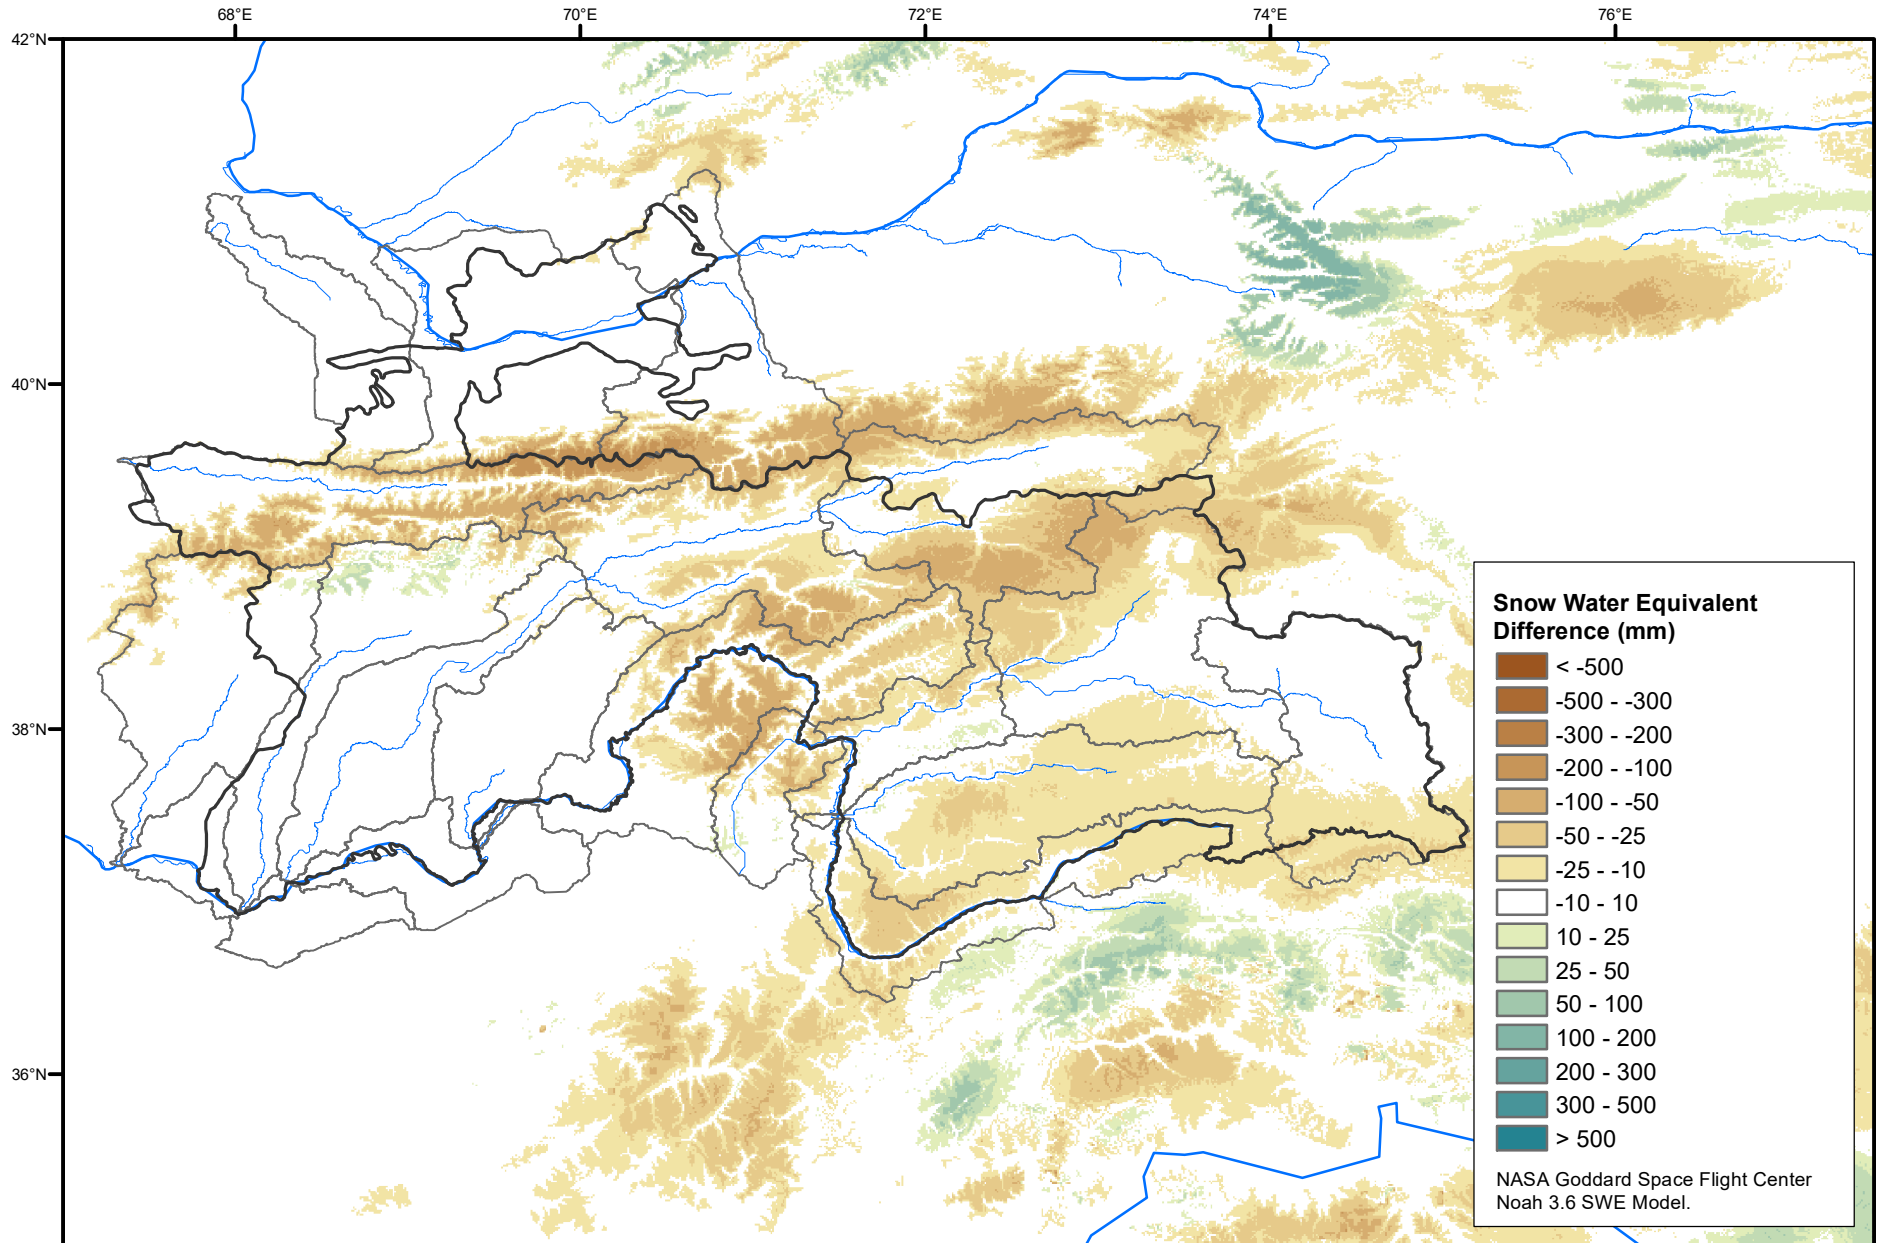 68°E
70°E
72°E
74°E
76°E
42°N
40°N
38°N
36°N
Snow Water Equivalent
Difference (mm)
< -500
-500 - -300
-300 - -200
-200 - -100
-100 - -50
-50 - -25
-25 - -10
-10 - 10
10 - 25
25 - 50
50 - 100
100 - 200
200 - 300
300 - 500
> 500
NASA Goddard Space Flight Center
Noah 3.6 SWE Model.